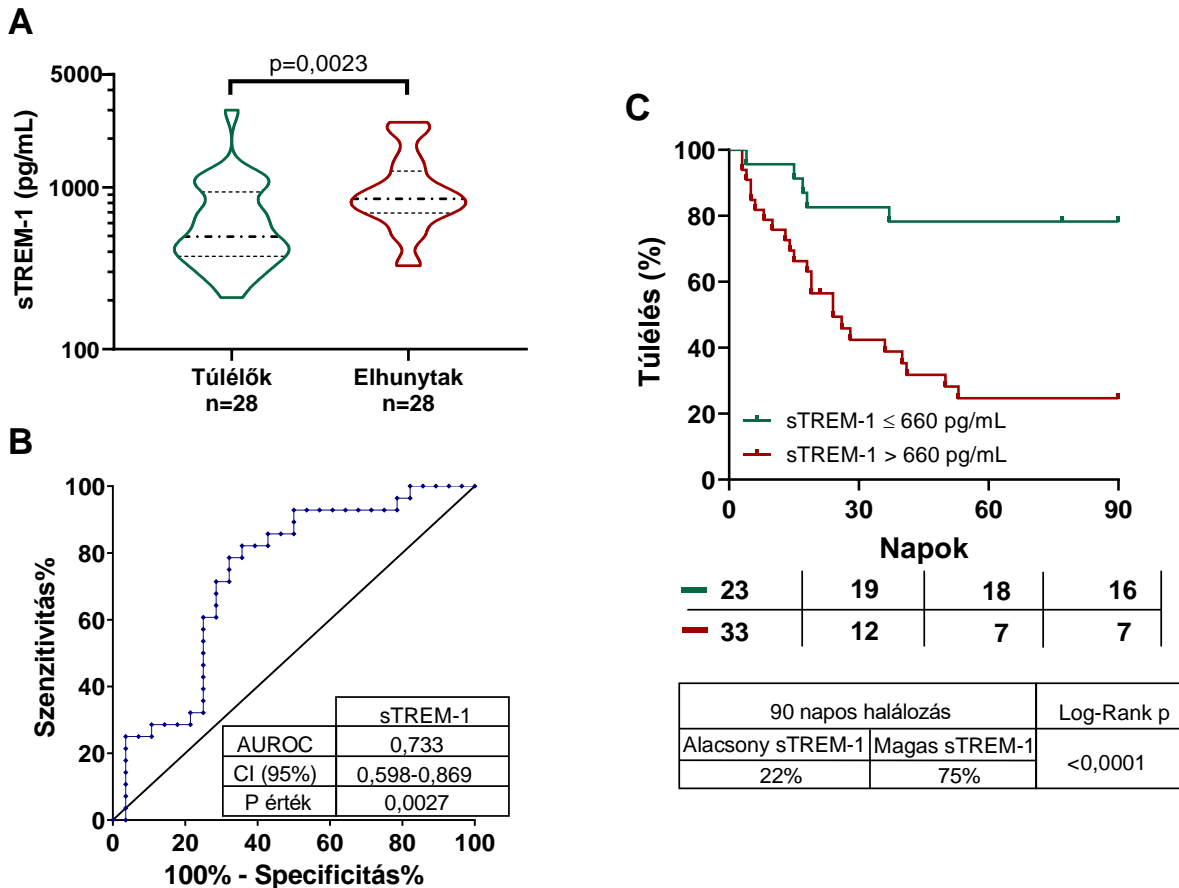 A
p=0,0023
5000
1000
100
sTREM-1 (pg/mL)
Túlélők
n=28
Elhunytak
n=28
B
100
80
60
40
20
0
Szenzitivitás%
0 20 40 60 80 100
100% - Specificitás%
sTREM-1
AUROC 0,733
CI (95%) 0,598-0,869
P érték 0,0027
C
100
80
60
40
20
0
Túlélés (%)
sTREM-1 ≤ 660 pg/mL
sTREM-1 > 660 pg/mL
0 30 60 90
Napok
23 19 18 16
33 12 7 7
90 napos halálozás Log-Rank p
Alacsony sTREM-1 Magas sTREM-1
<0,0001
22% 75%